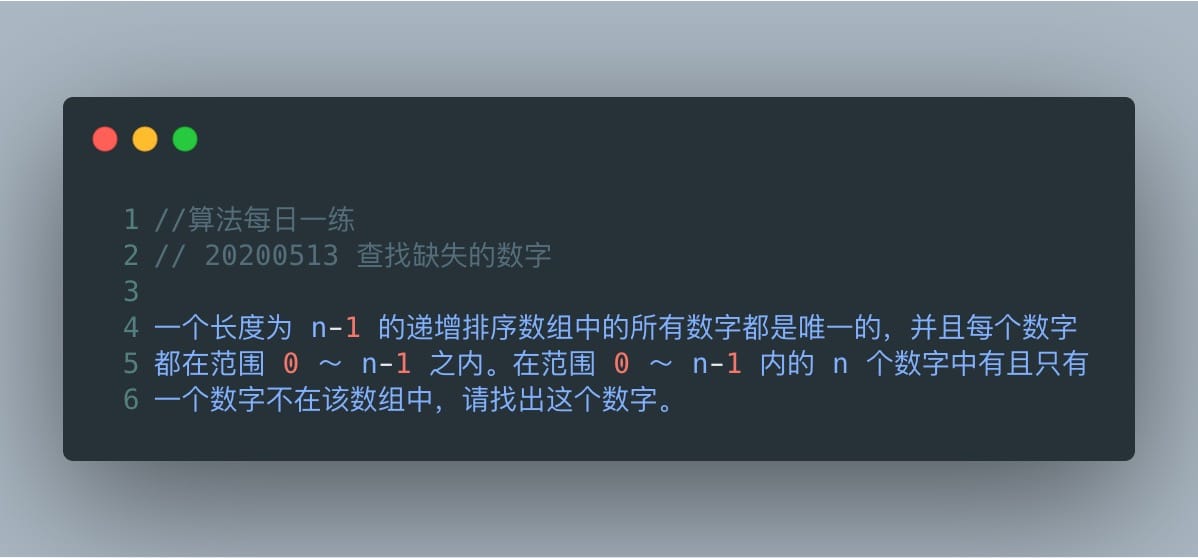 1 //算法每日一练
2 // 20200513 查找缺失的数字
3
4 一个长度为 n-1 的递增排序数组中的所有数字都是唯一的，并且每个数字
5 都在范围 0 ～ n-1 之内。在范围 0 ～ n-1 内的 n 个数字中有且只有
6 一个数字不在该数组中，请找出这个数字。